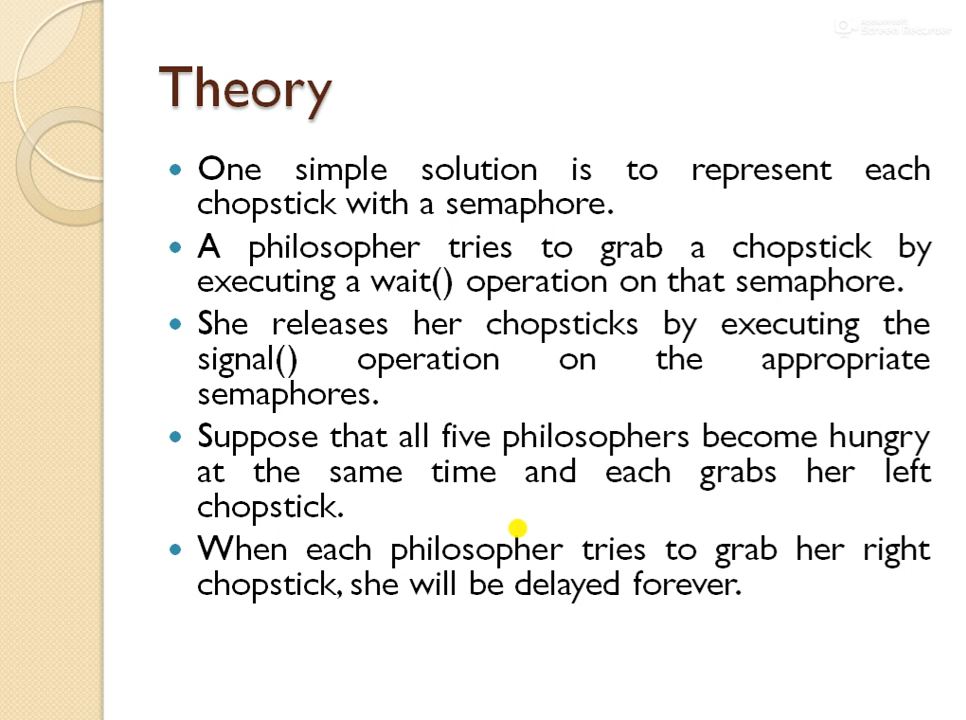 Screen Recorder
Theory
• One simple solution is to represent each
chopstick with a semaphore.
• A philosopher tries to grab a chopstick by
executing a wait() operation on that semaphore.
• She releases her chopsticks by executing the
signal() operation on the appropriate
semaphores.
• Suppose that all five philosophers become hungry
at the same time and each grabs her left
chopstick.
• When each philosopher tries to grab her right
chopstick, she will be delayed forever.